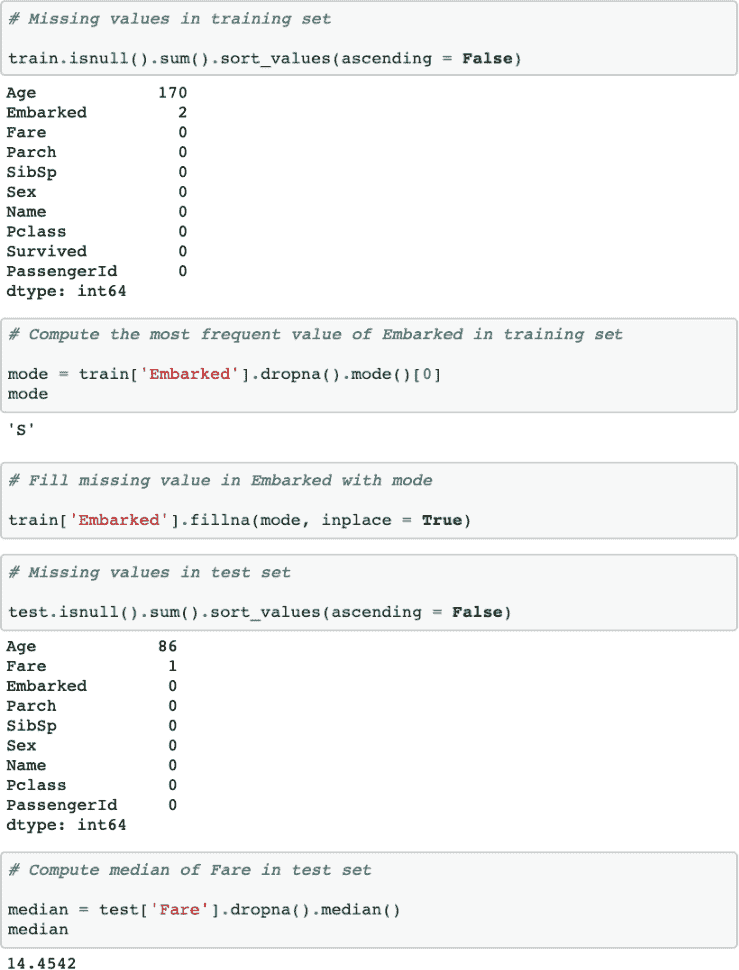 # Missing values in training set
train.isnull().sum().sort_values(ascending = False)
Age 170
Embarked 2
Fare 0
Parch 0
SibSp 0
Sex 0
Name 0
Pclass 0
Survived 0
PassengerId 0
dtype: int64
# Compute the most frequent value of Embarked in training set
mode = train['Embarked'].dropna().mode()[0]
mode
'S'
# Fill missing value in Embarked with mode
train['Embarked'].fillna(mode, inplace = True)
# Missing values in test set
test.isnull().sum().sort_values(ascending = False)
Age 86
Fare 1
Embarked 0
Parch 0
SibSp 0
Sex 0
Name 0
Pclass 0
PassengerId 0
dtype: int64
# Compute median of Fare in test set
median = test['Fare'].dropna().median()
median
14.4542